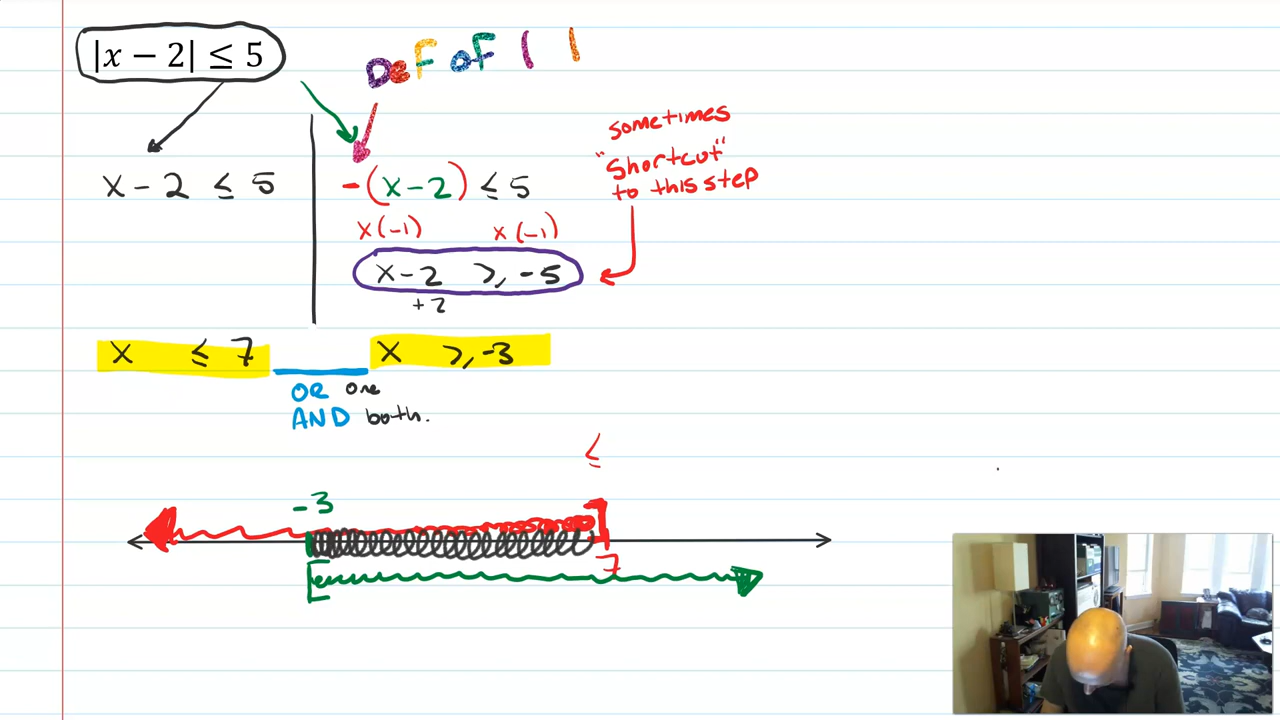 |x − 2| ≤ 5
DeF oF | |
sometimes
"shortcut"
to this step
x - 2 ≤ 5
-(x-2) ≤ 5
x(-1) x(-1)
x-2 ≥ -5
+2
x ≤ 7
x ≥ -3
OR one
AND both.
≤
-3
7